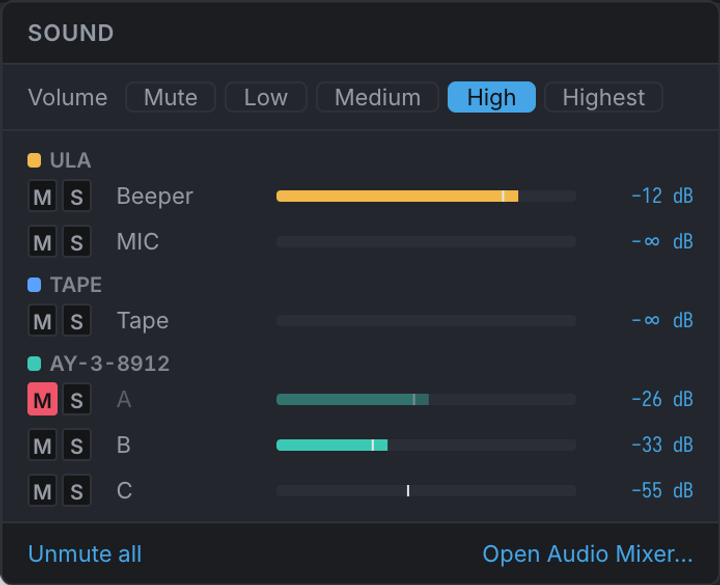 SOUND
Volume Mute Low Medium High Highest
ULA
M S Beeper -12 dB
M S MIC -∞ dB
TAPE
M S Tape -∞ dB
AY-3-8912
M S A -26 dB
M S B -33 dB
M S C -55 dB
Unmute all Open Audio Mixer...